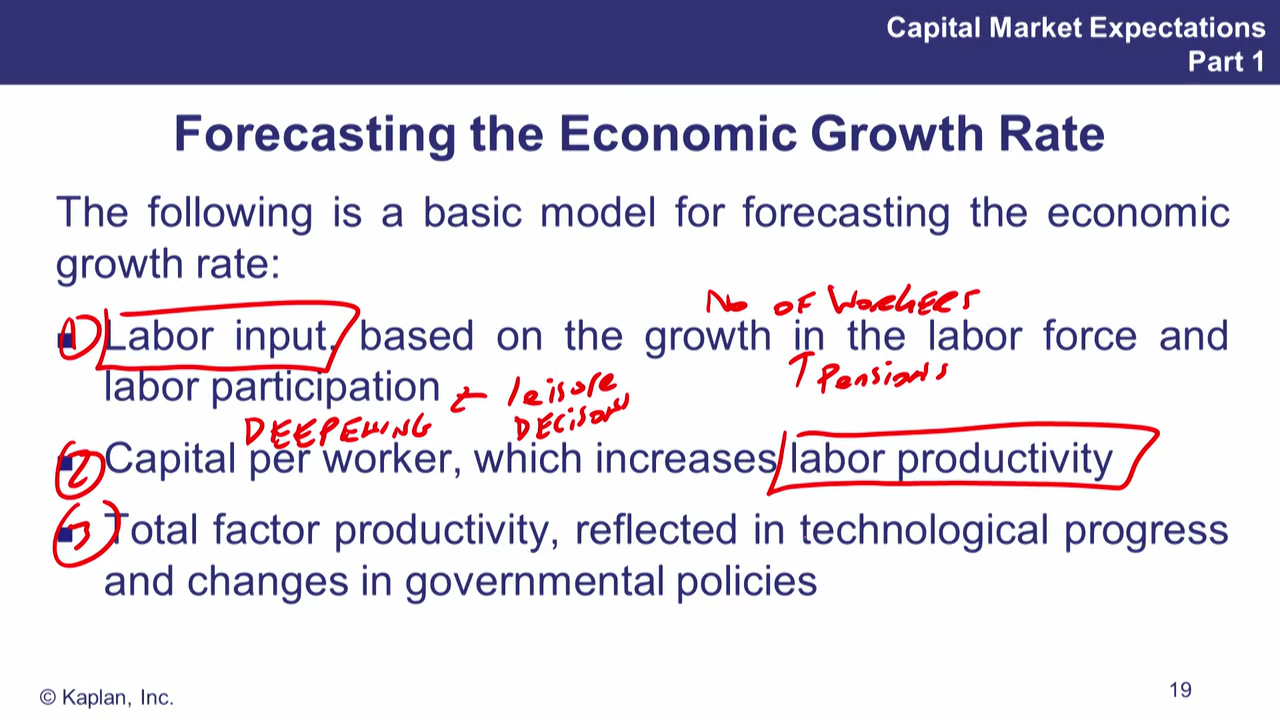 Capital Market Expectations
Part 1
Forecasting the Economic Growth Rate
The following is a basic model for forecasting the economic
growth rate:
No OF WORKERS
1 Labor input, based on the growth in the labor force and
↑ Pensions
labor participation ← leisure
DECISIONS
DEEPENING
2 Capital per worker, which increases labor productivity
3 Total factor productivity, reflected in technological progress
and changes in governmental policies
© Kaplan, Inc.
19